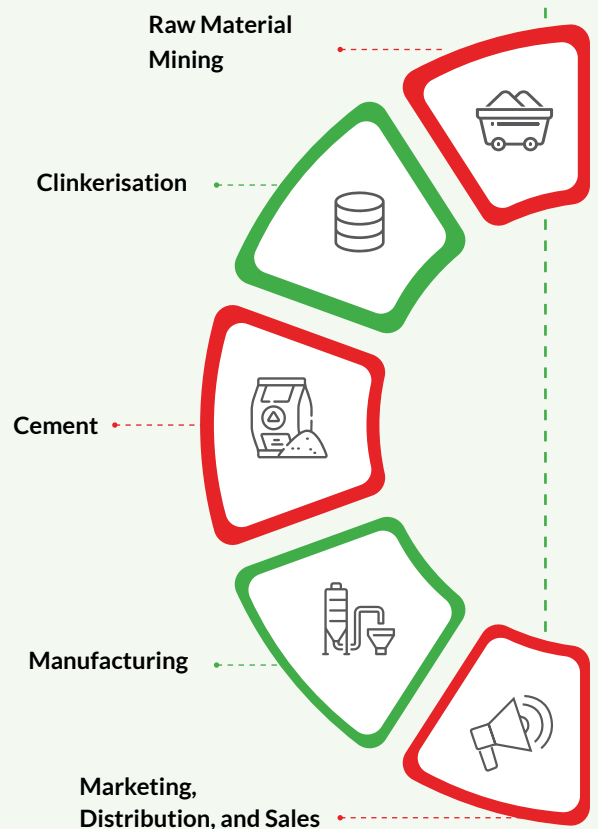 Raw Material
Mining
Clinkerisation
Cement
Manufacturing
Marketing,
Distribution, and Sales